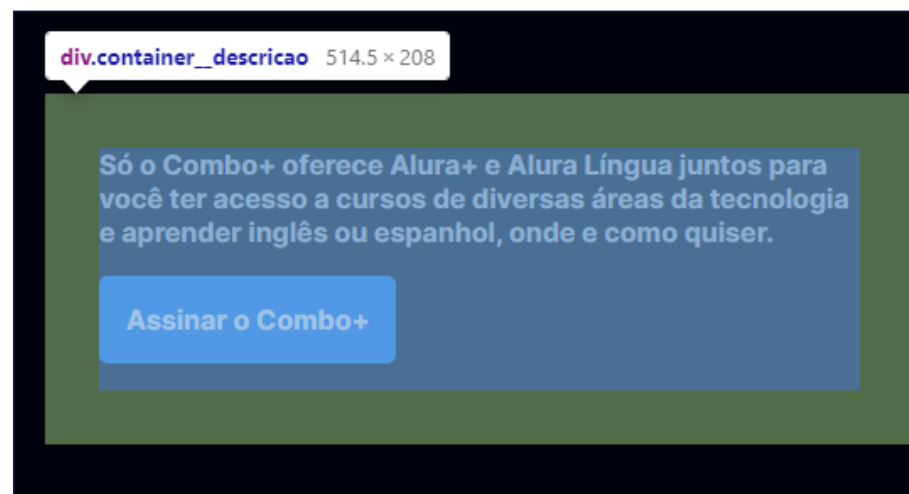 div.container__descricao 514.5 × 208
Só o Combo+ oferece Alura+ e Alura Língua juntos para
você ter acesso a cursos de diversas áreas da tecnologia
e aprender inglês ou espanhol, onde e como quiser.
Assinar o Combo+